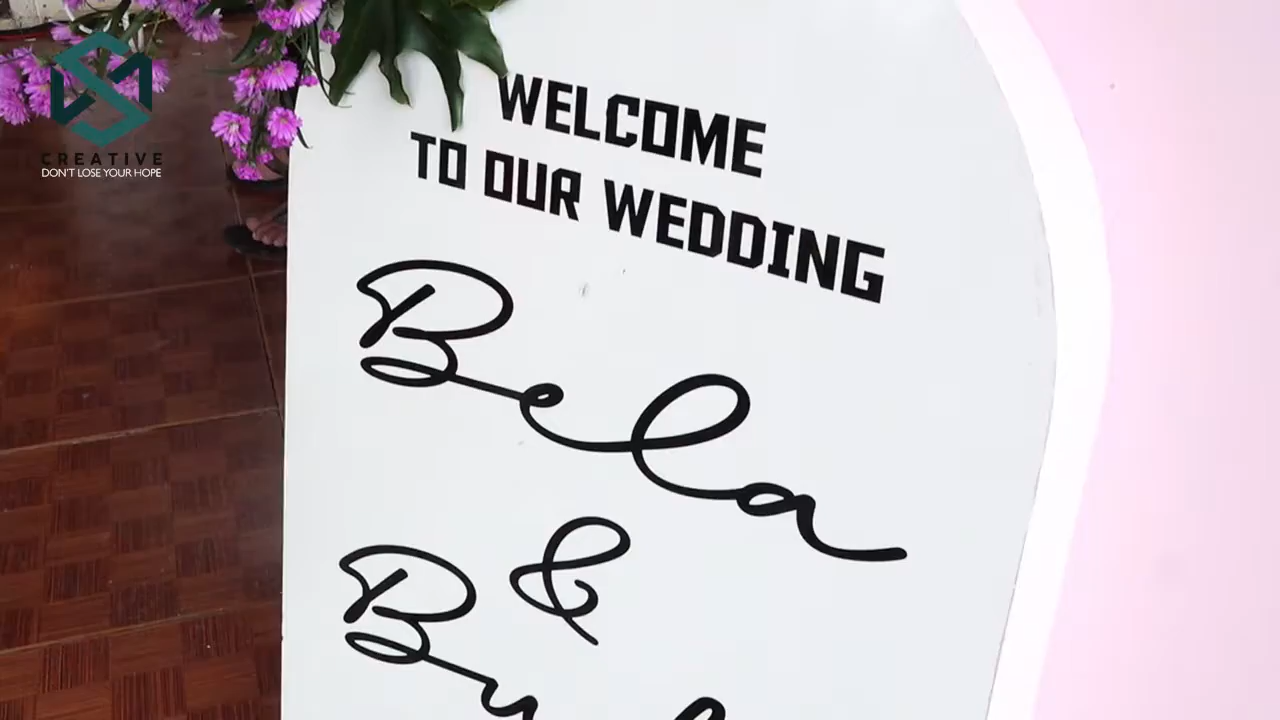 CREATIVE
DON'T LOSE YOUR HOPE
WELCOME
TO OUR WEDDING
Bela
&